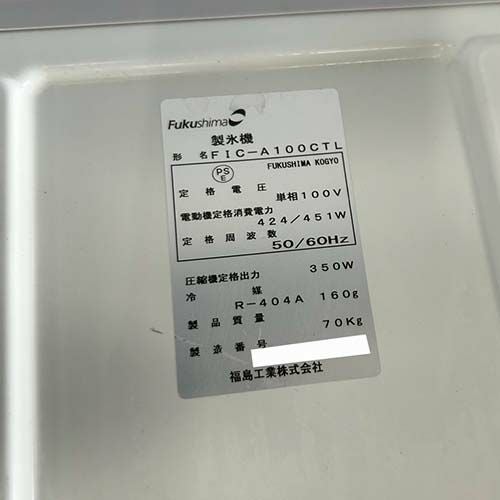 Fukushima
製氷機
形 名 FIC-A100CTL
PS
E
FUKUSHIMA KOGYO
定格電圧 単相100V
電動機定格消費電力
424/451W
定格周波数
50/60Hz
圧縮機定格出力 350W
冷媒
R-404A 160g
製品質量 70Kg
製造番号
福島工業株式会社